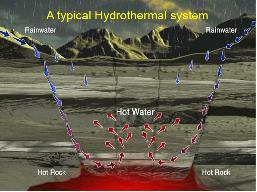 A typical Hydrothermal system
Rainwater Rainwater
Hot Water
Hot Rock Hot Rock